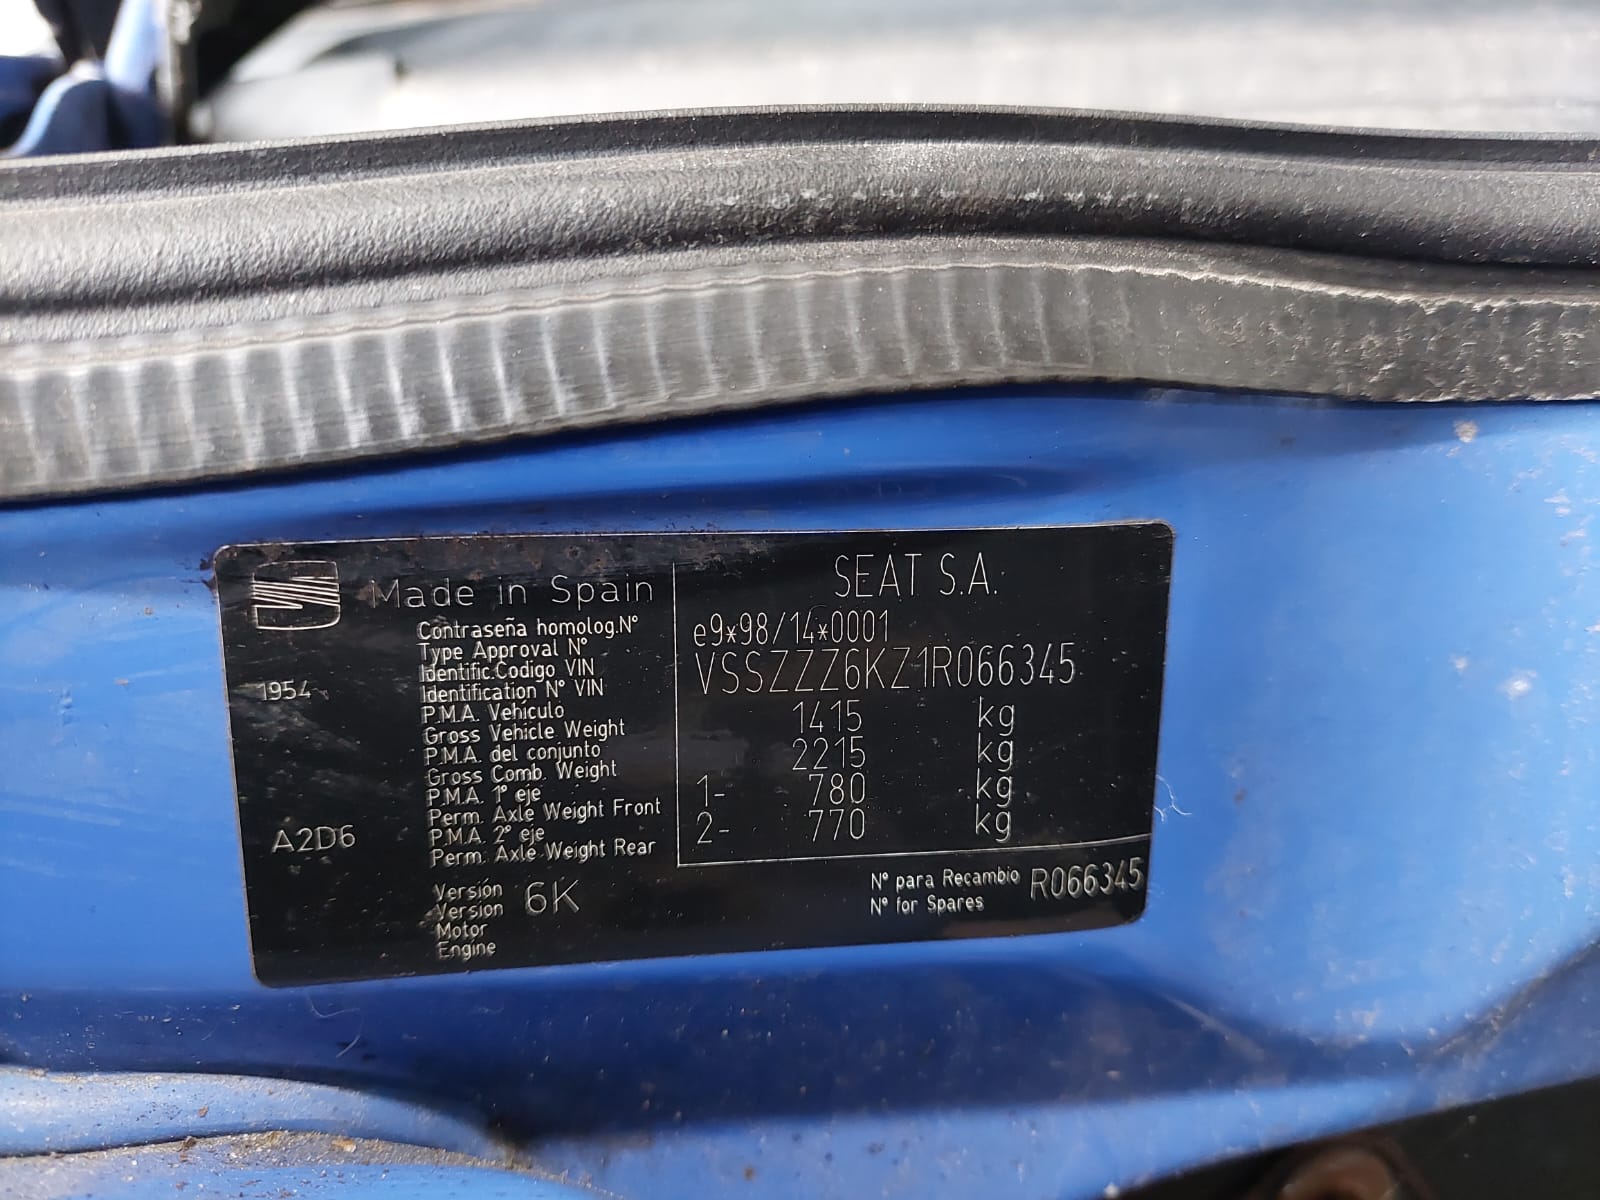 Made in Spain
SEAT S.A.
Contraseña homolog.N°
Type Approval N°
e9*98/14*0001
Identific.Codigo VIN
Identification N° VIN
VSSZZZ6KZ1R066345
1954
P.M.A. Vehículo
Gross Vehicle Weight
1415 kg
P.M.A. del conjunto
Gross Comb. Weight
2215 kg
P.M.A. 1° eje
Perm. Axle Weight Front
1- 780 kg
A2D6
P.M.A. 2° eje
Perm. Axle Weight Rear
2- 770 kg
Versión
Version
6K
Motor
Engine
N° para Recambio
N° for Spares
R066345